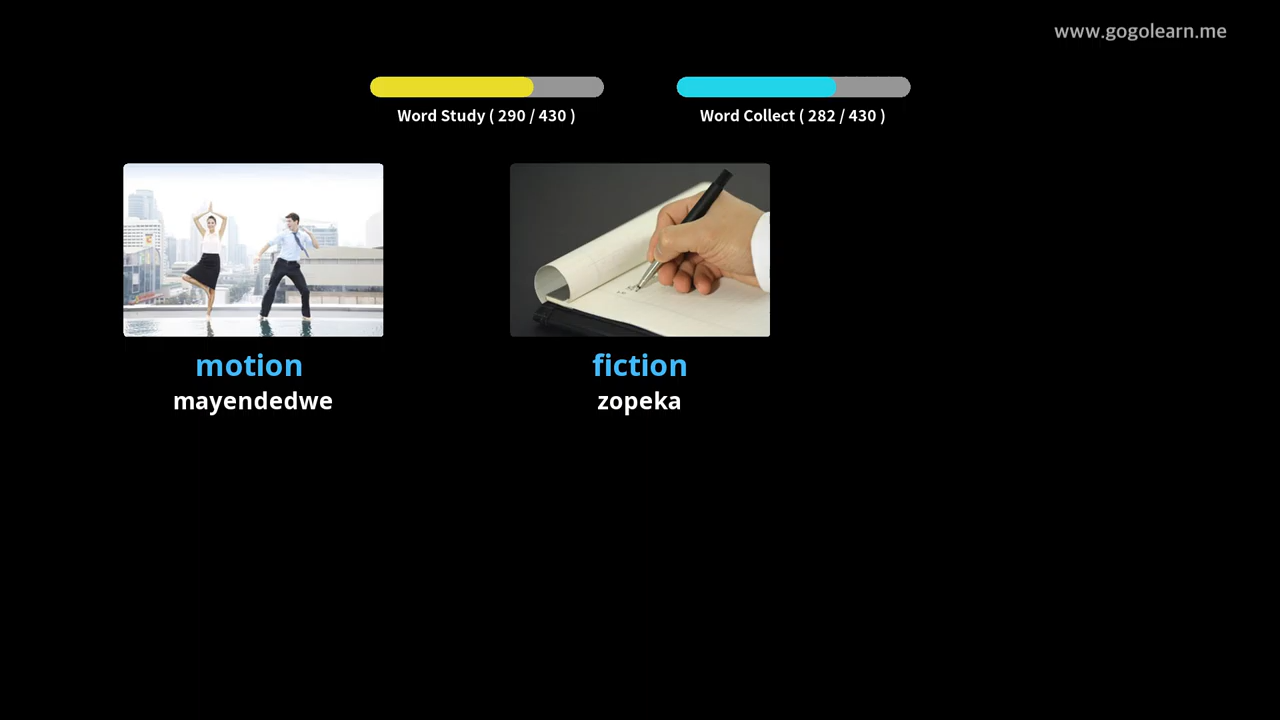 www.gogolearn.me
Word Study ( 290 / 430 )
Word Collect ( 282 / 430 )
motion
mayendedwe
fiction
zopeka